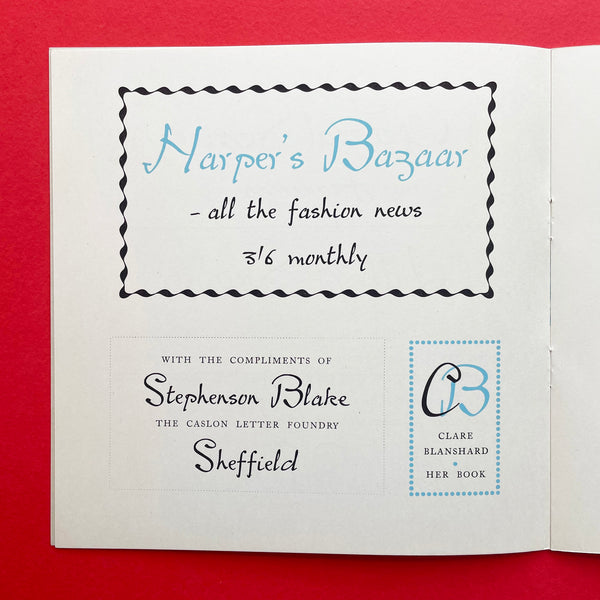 Harper's Bazaar
– all the fashion news
3/6 monthly
WITH THE COMPLIMENTS OF
Stephenson Blake
THE CASLON LETTER FOUNDRY
Sheffield
CB
CLARE
BLANSHARD
•
HER BOOK